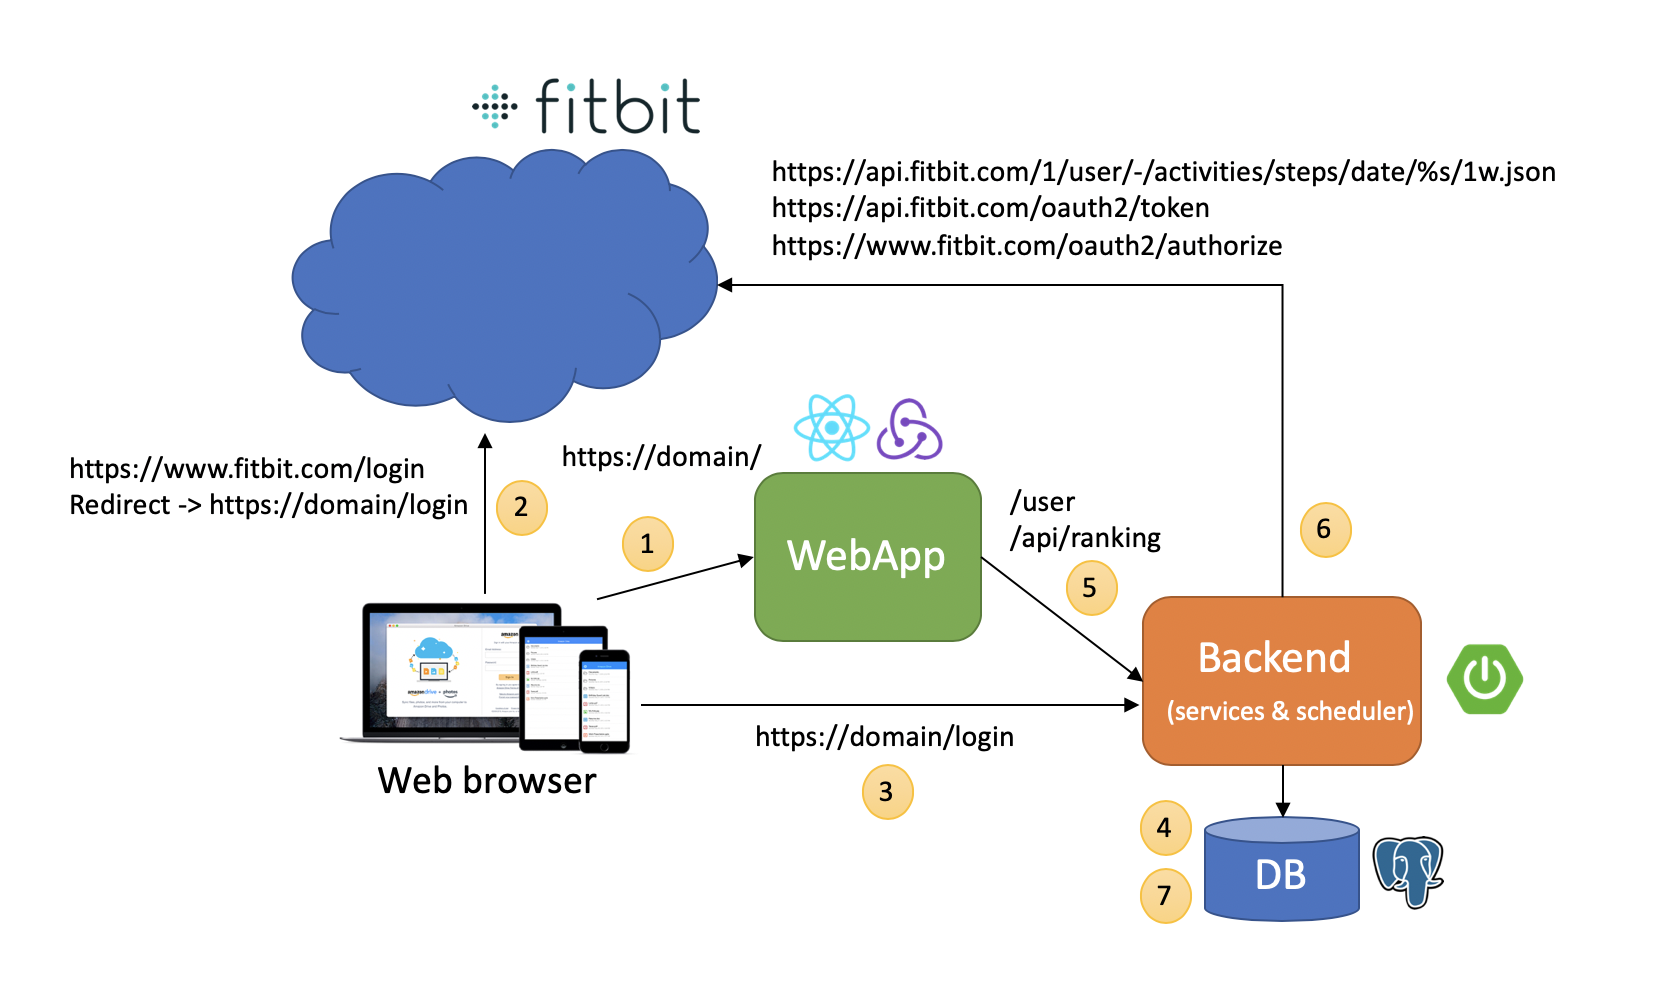 fitbit
https://api.fitbit.com/1/user/-/activities/steps/date/%s/1w.json
https://api.fitbit.com/oauth2/token
https://www.fitbit.com/oauth2/authorize
https://www.fitbit.com/login
Redirect -> https://domain/login
2
https://domain/
1
WebApp
/user
/api/ranking
5
6
Backend
(services & scheduler)
https://domain/login
3
Web browser
4
7
DB